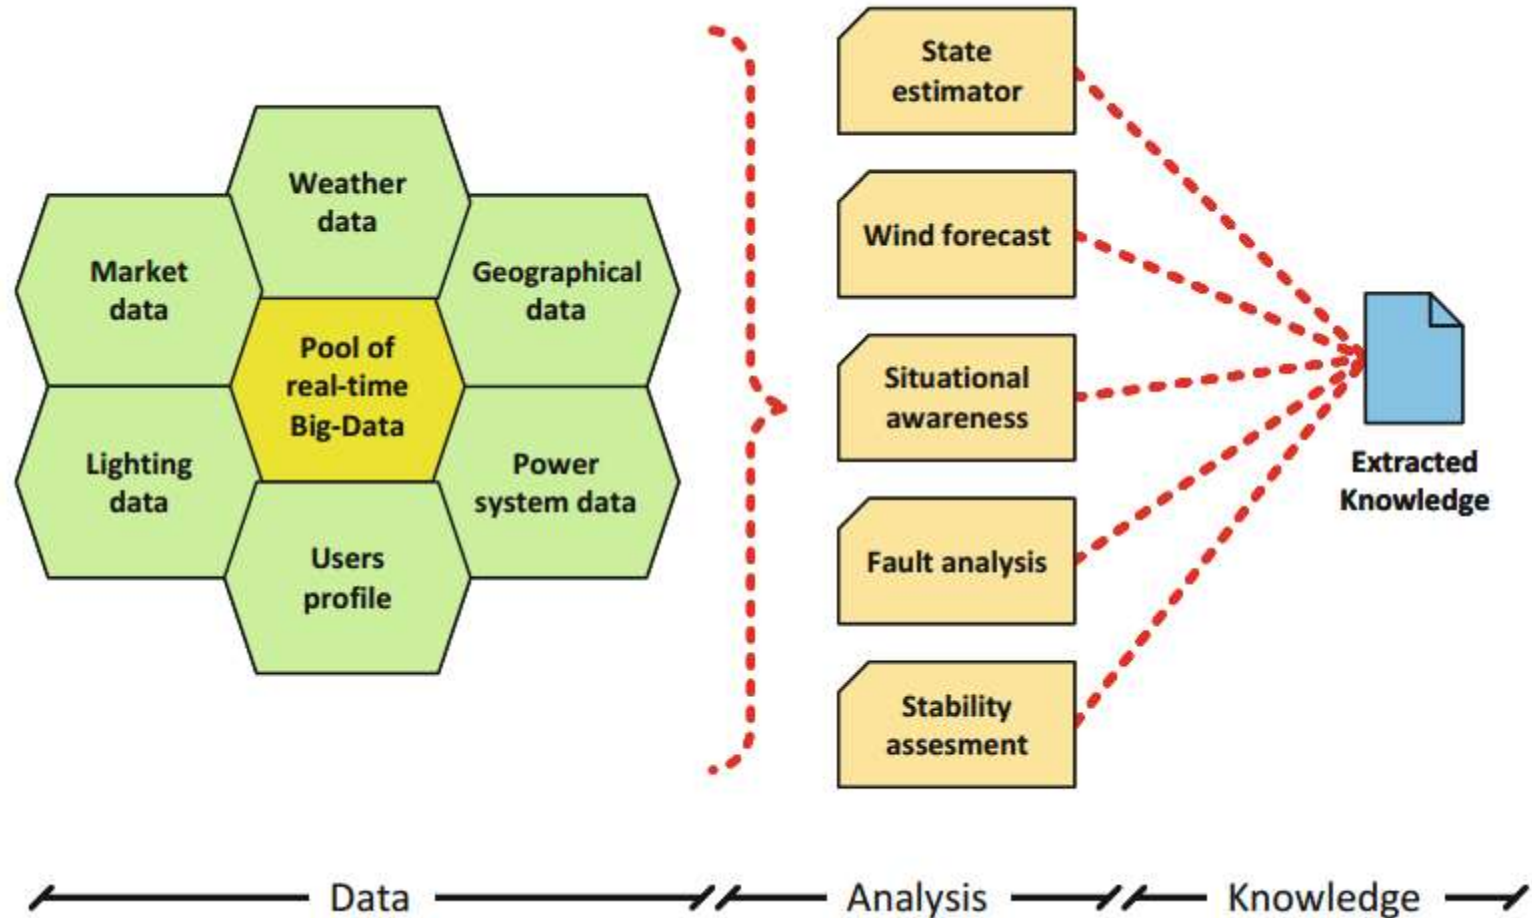 Weather
data
Market
data
Geographical
data
Pool of
real-time
Big-Data
Lighting
data
Power
system data
Users
profile
State
estimator
Wind forecast
Situational
awareness
Fault analysis
Stability
assesment
Extracted
Knowledge
Data
Analysis
Knowledge